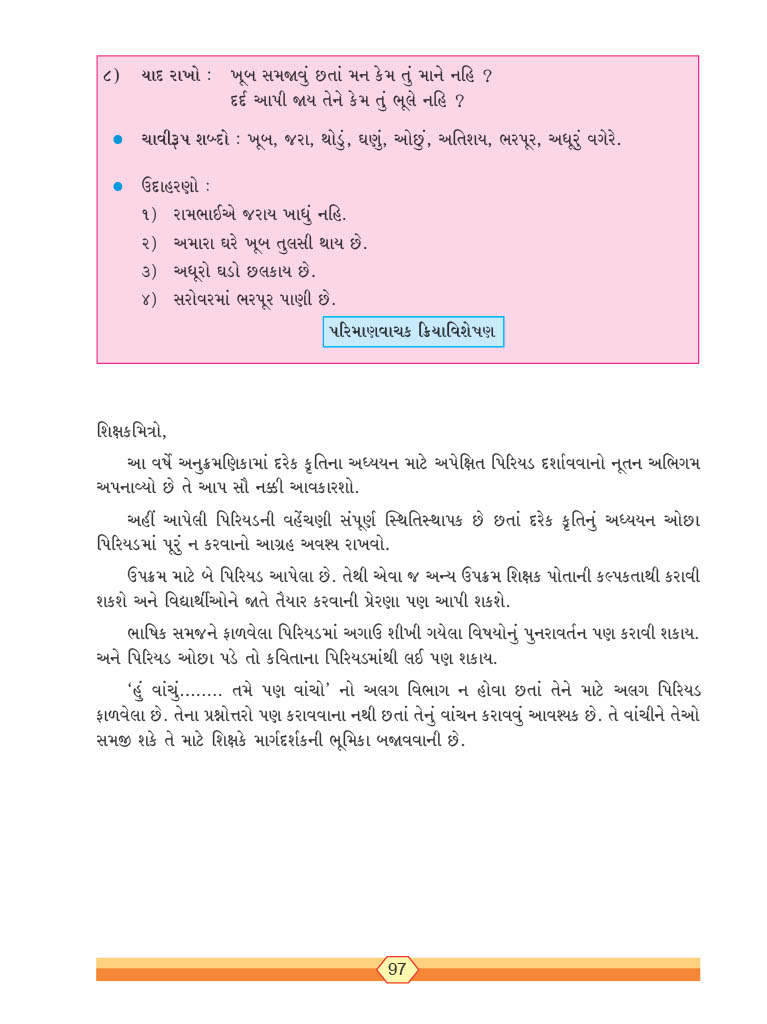 ૮) યાદ રાખો : ખૂબ સમજાવું છતાં મન કેમ તું માને નહિ ?
દર્દ આપી જાય તેને કેમ તું ભૂલે નહિ ?
● ચાવીરૂપ શબ્દો : ખૂબ, જરા, થોડું, ઘણું, ઓછું, અતિશય, ભરપૂર, અધૂરું વગેરે.
● ઉદાહરણો :
૧) રામભાઈએ જરાય ખાધું નહિ.
૨) અમારા ઘરે ખૂબ તુલસી થાય છે.
૩) અધૂરો ઘડો છલકાય છે.
૪) સરોવરમાં ભરપૂર પાણી છે.
પરિમાણવાચક ક્રિયાવિશેષણ
શિક્ષકમિત્રો,
આ વર્ષે અનુક્રમણિકામાં દરેક કૃતિના અધ્યયન માટે અપેક્ષિત પિરિયડ દર્શાવવાનો નૂતન અભિગમ
અપનાવ્યો છે તે આપ સૌ નક્કી આવકારશો.
અહીં આપેલી પિરિયડની વહેંચણી સંપૂર્ણ સ્થિતિસ્થાપક છે છતાં દરેક કૃતિનું અધ્યયન ઓછા
પિરિયડમાં પૂરું ન કરવાનો આગ્રહ અવશ્ય રાખવો.
ઉપક્રમ માટે બે પિરિયડ આપેલા છે. તેથી એવા જ અન્ય ઉપક્રમ શિક્ષક પોતાની કલ્પકતાથી કરાવી
શકશે અને વિદ્યાર્થીઓને જાતે તૈયાર કરવાની પ્રેરણા પણ આપી શકશે.
ભાષિક સમજને ફાળવેલા પિરિયડમાં અગાઉ શીખી ગયેલા વિષયોનું પુનરાવર્તન પણ કરાવી શકાય.
અને પિરિયડ ઓછા પડે તો કવિતાના પિરિયડમાંથી લઈ પણ શકાય.
‘હું વાંચું........ તમે પણ વાંચો’ નો અલગ વિભાગ ન હોવા છતાં તેને માટે અલગ પિરિયડ
ફાળવેલા છે. તેના પ્રશ્નોત્તરો પણ કરાવવાના નથી છતાં તેનું વાંચન કરાવવું આવશ્યક છે. તે વાંચીને તેઓ
સમજી શકે તે માટે શિક્ષકે માર્ગદર્શકની ભૂમિકા બજાવવાની છે.
97